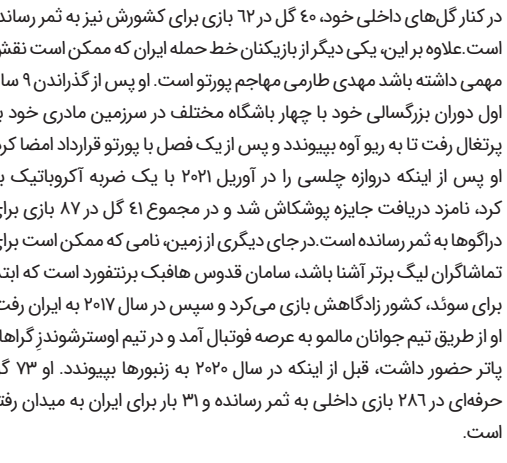 در کنار گل‌های داخلی خود، ٤٠ گل در ٦٢ بازی برای کشورش نیز به ثمر رساند
است.علاوه بر این، یکی دیگر از بازیکنان خط حمله ایران که ممکن است نقش
مهمی داشته باشد مهدی طارمی مهاجم پورتو است. او پس از گذراندن ۹ سا
اول دوران بزرگسالی خود با چهار باشگاه مختلف در سرزمین مادری خود ب
پرتغال رفت تا به ریو آوه بپیوندد و پس از یک فصل با پورتو قرارداد امضا کر
او پس از اینکه دروازه چلسی را در آوریل ۲۰۲۱ با یک ضربه آکروباتیک ب
کرد، نامزد دریافت جایزه پوشکاش شد و در مجموع ٤۱ گل در ۸۷ بازی برا
دراگوها به ثمر رسانده است.در جای دیگری از زمین، نامی که ممکن است برا
تماشاگران لیگ برتر آشنا باشد، سامان قدوس هافبک برنتفورد است که ابتد
برای سوئد، کشور زادگاهش بازی می‌کرد و سپس در سال ۲۰۱۷ به ایران رفت
او از طریق تیم جوانان مالمو به عرصه فوتبال آمد و در تیم اوسترشوندزِ گراها
پاتر حضور داشت، قبل از اینکه در سال ۲۰۲۰ به زنبورها بپیوندد. او ۷۳ گ
حرفه‌ای در ۲۸٦ بازی داخلی به ثمر رسانده و ۳۱ بار برای ایران به میدان رفت
است.